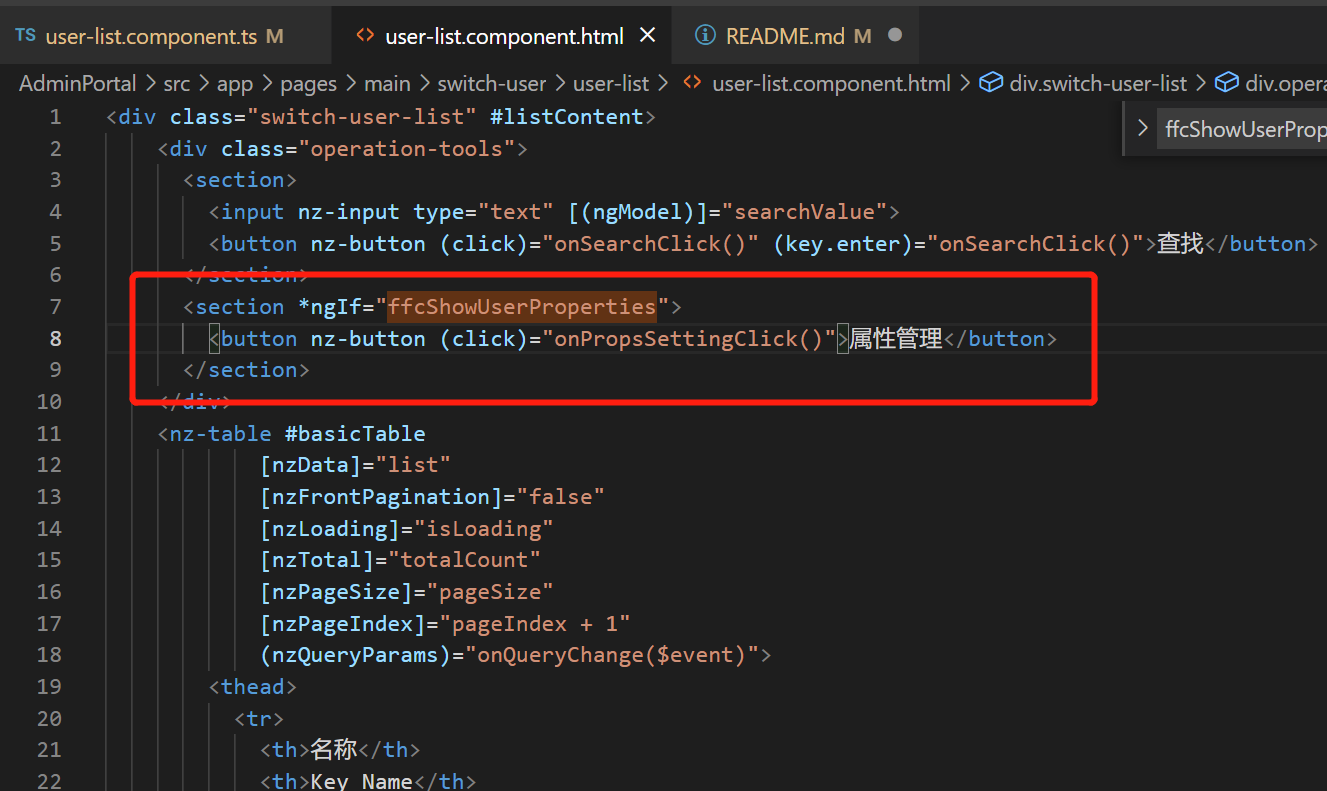 TS user-list.component.ts M
<> user-list.component.html ×
README.md M
AdminPortal > src > app > pages > main > switch-user > user-list > <> user-list.component.html > div.switch-user-list > div.opera
ffcShowUserProp
1 <div class="switch-user-list" #listContent>
2 <div class="operation-tools">
3 <section>
4 <input nz-input type="text" [(ngModel)]="searchValue">
5 <button nz-button (click)="onSearchClick()" (key.enter)="onSearchClick()">查找</button>
6 </section>
7 <section *ngIf="ffcShowUserProperties">
8 <button nz-button (click)="onPropsSettingClick()">属性管理</button>
9 </section>
10 </div>
11 <nz-table #basicTable
12 [nzData]="list"
13 [nzFrontPagination]="false"
14 [nzLoading]="isLoading"
15 [nzTotal]="totalCount"
16 [nzPageSize]="pageSize"
17 [nzPageIndex]="pageIndex + 1"
18 (nzQueryParams)="onQueryChange($event)">
19 <thead>
20 <tr>
21 <th>名称</th>
22 <th>Key Name</th>